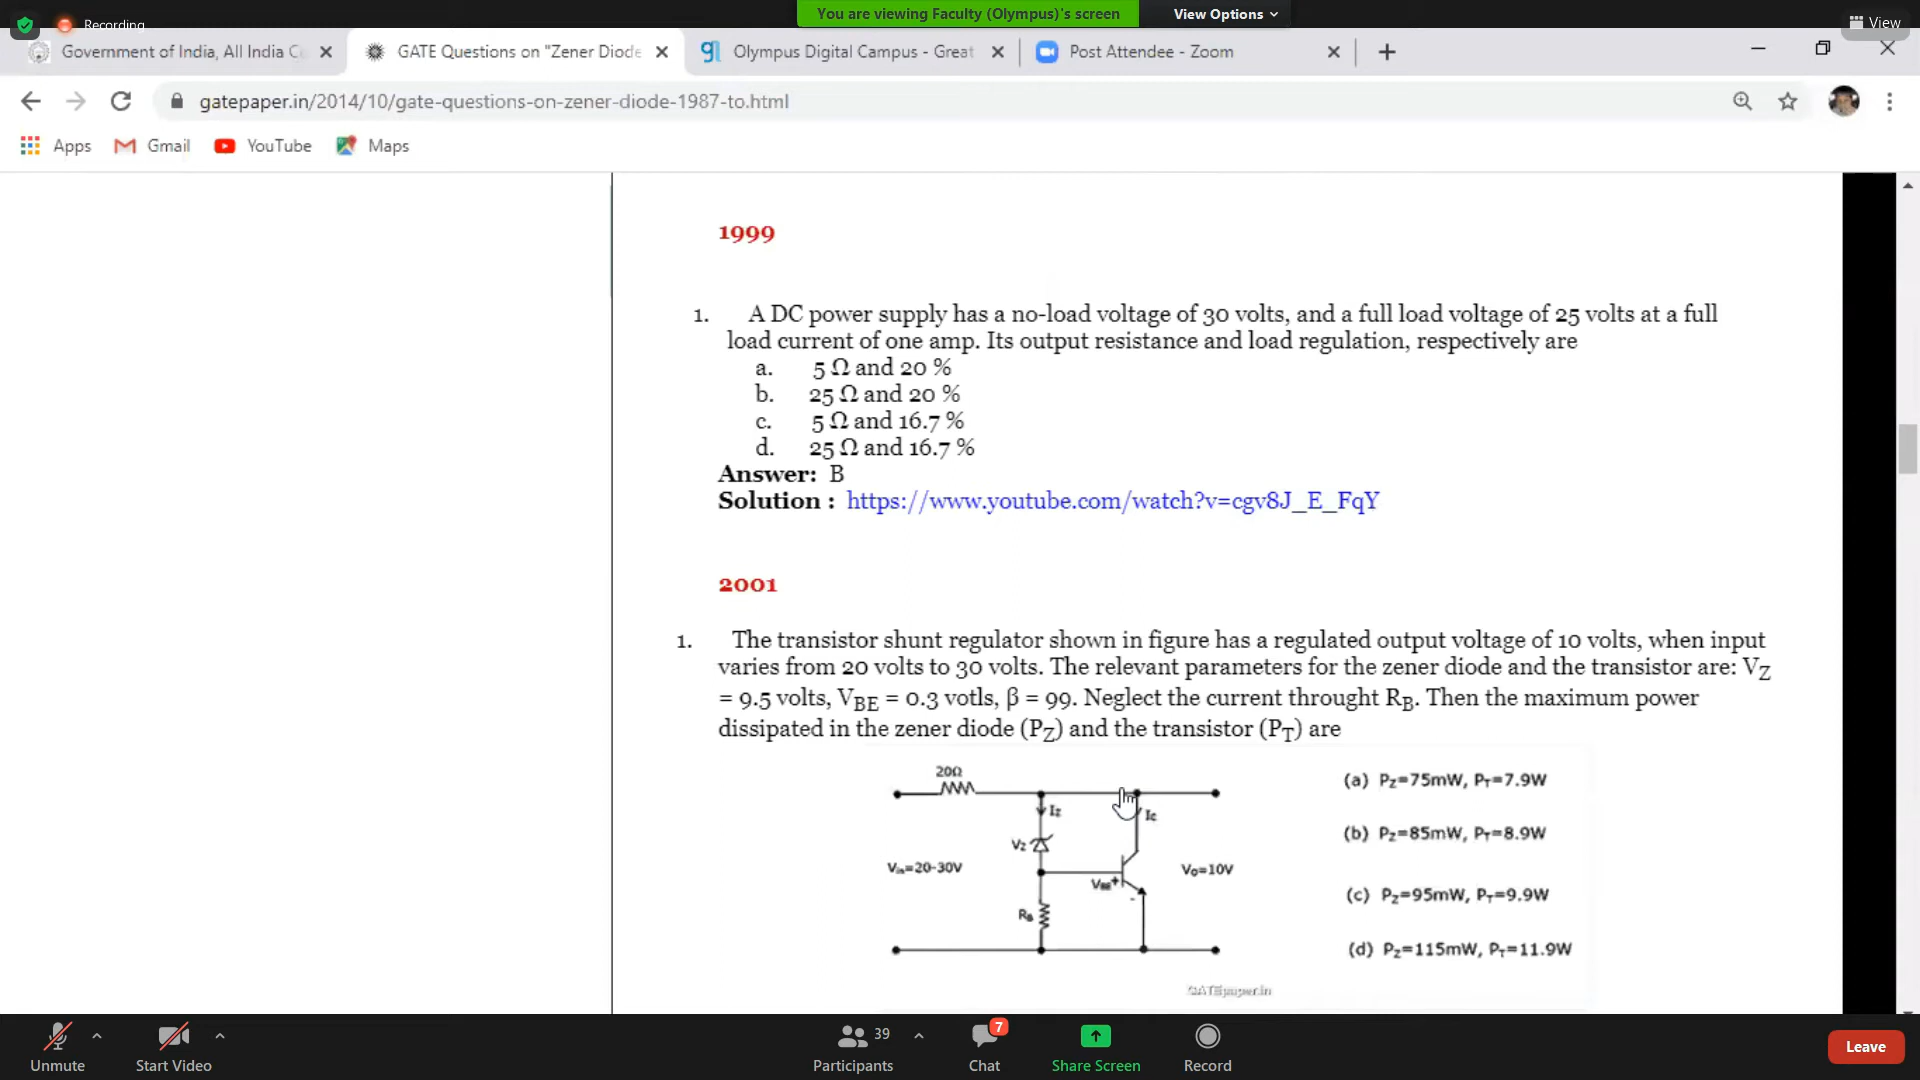 Recording
You are viewing Faculty (Olympus)'s screen
View Options
View
Government of India, All India Co
GATE Questions on "Zener Diode
Olympus Digital Campus - Great
Post Attendee - Zoom
gatepaper.in/2014/10/gate-questions-on-zener-diode-1987-to.html
Apps
Gmail
YouTube
Maps
1999
1. A DC power supply has a no-load voltage of 30 volts, and a full load voltage of 25 volts at a full
load current of one amp. Its output resistance and load regulation, respectively are
a. 5 Ω and 20 %
b. 25 Ω and 20 %
c. 5 Ω and 16.7 %
d. 25 Ω and 16.7 %
Answer: B
Solution : https://www.youtube.com/watch?v=cgv8J_E_FqY
2001
1. The transistor shunt regulator shown in figure has a regulated output voltage of 10 volts, when input
varies from 20 volts to 30 volts. The relevant parameters for the zener diode and the transistor are: VZ
= 9.5 volts, VBE = 0.3 votls, β = 99. Neglect the current throught RB. Then the maximum power
dissipated in the zener diode (PZ) and the transistor (PT) are
20Ω
Iz
Ic
Vz
Vin=20-30V
VBE+
-
Vo=10V
RB
(a) Pz=75mW, PT=7.9W
(b) Pz=85mW, PT=8.9W
(c) Pz=95mW, PT=9.9W
(d) Pz=115mW, PT=11.9W
GATEpaper.in
Unmute
Start Video
39
Participants
7
Chat
Share Screen
Record
Leave